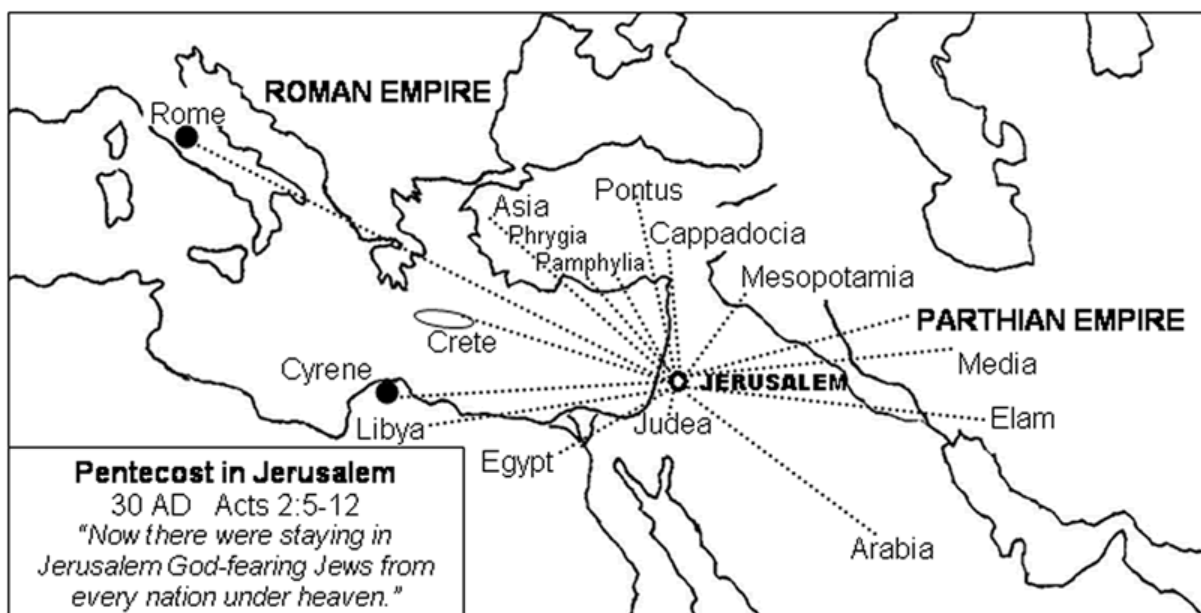 ROMAN EMPIRE
Rome
Pontus
Asia
Phrygia
Cappadocia
Pamphylia
Mesopotamia
PARTHIAN EMPIRE
Crete
Media
Cyrene
JERUSALEM
Libya
Judea
Elam
Egypt
Arabia
Pentecost in Jerusalem
30 AD Acts 2:5-12
"Now there were staying in
Jerusalem God-fearing Jews from
every nation under heaven."